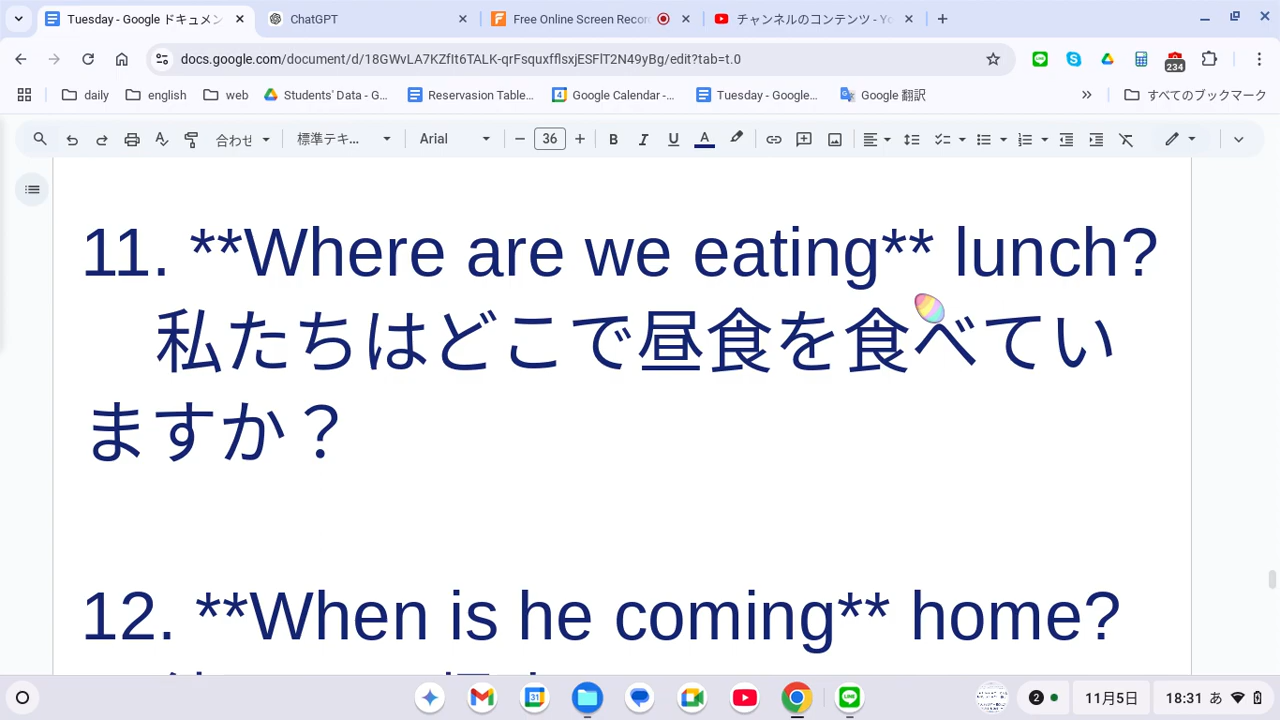 Tuesday - Google ドキュメン
ChatGPT
Free Online Screen Recor
チャンネルのコンテンツ - Yo
docs.google.com/document/d/
/edit?tab=t.0
234
daily
english
web
Students' Data - G...
Reservasion Table...
Google Calendar -...
Tuesday - Google...
Google 翻訳
すべてのブックマーク
合わせ
標準テキ...
Arial
36
B I U A
11. **Where are we eating** lunch?
私たちはどこで昼食を食べてい
ますか？
12. **When is he coming** home?
31
2
11月5日
18:31 あ